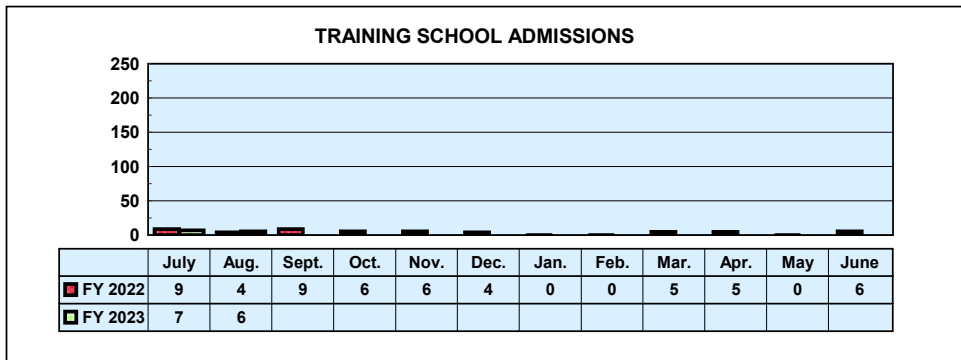 TRAINING SCHOOL ADMISSIONS
250
200
150
100
50
0
July Aug. Sept. Oct. Nov. Dec. Jan. Feb. Mar. Apr. May June
FY 2022 9 4 9 6 6 4 0 0 5 5 0 6
FY 2023 7 6